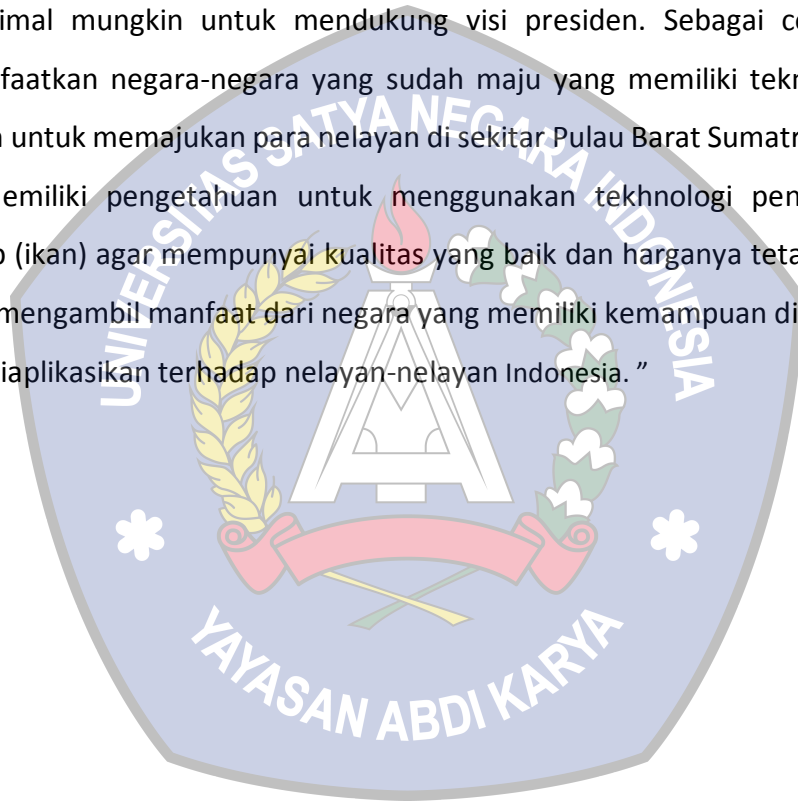 imal mungkin untuk mendukung visi presiden. Sebagai co
faatkan negara-negara yang sudah maju yang memiliki tekn
untuk memajukan para nelayan di sekitar Pulau Barat Sumatr
emiliki pengetahuan untuk menggunakan tekhnologi pen
(ikan) agar mempunyai kualitas yang baik dan harganya teta
mengambil manfaat dari negara yang memiliki kemampuan di
iaplikasikan terhadap nelayan-nelayan Indonesia. ”
UNIVERSITAS SATYA NEGARA INDONESIA
YAYASAN ABDI KARYA